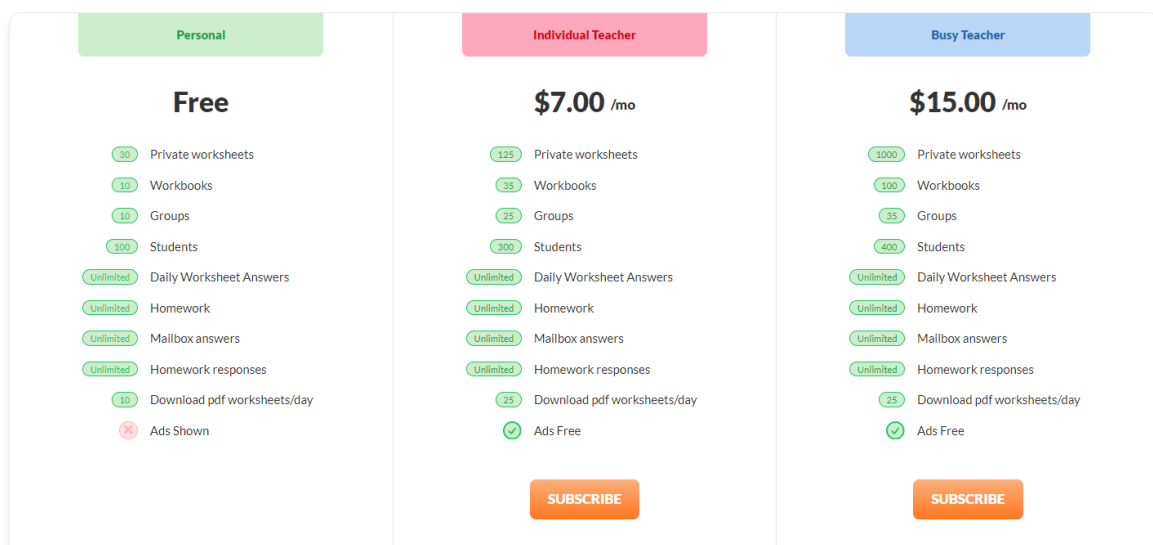 Personal
Free
30 Private worksheets
10 Workbooks
10 Groups
100 Students
Unlimited Daily Worksheet Answers
Unlimited Homework
Unlimited Mailbox answers
Unlimited Homework responses
10 Download pdf worksheets/day
Ads Shown
Individual Teacher
$7.00 /mo
125 Private worksheets
35 Workbooks
25 Groups
300 Students
Unlimited Daily Worksheet Answers
Unlimited Homework
Unlimited Mailbox answers
Unlimited Homework responses
25 Download pdf worksheets/day
Ads Free
SUBSCRIBE
Busy Teacher
$15.00 /mo
1000 Private worksheets
100 Workbooks
35 Groups
400 Students
Unlimited Daily Worksheet Answers
Unlimited Homework
Unlimited Mailbox answers
Unlimited Homework responses
25 Download pdf worksheets/day
Ads Free
SUBSCRIBE